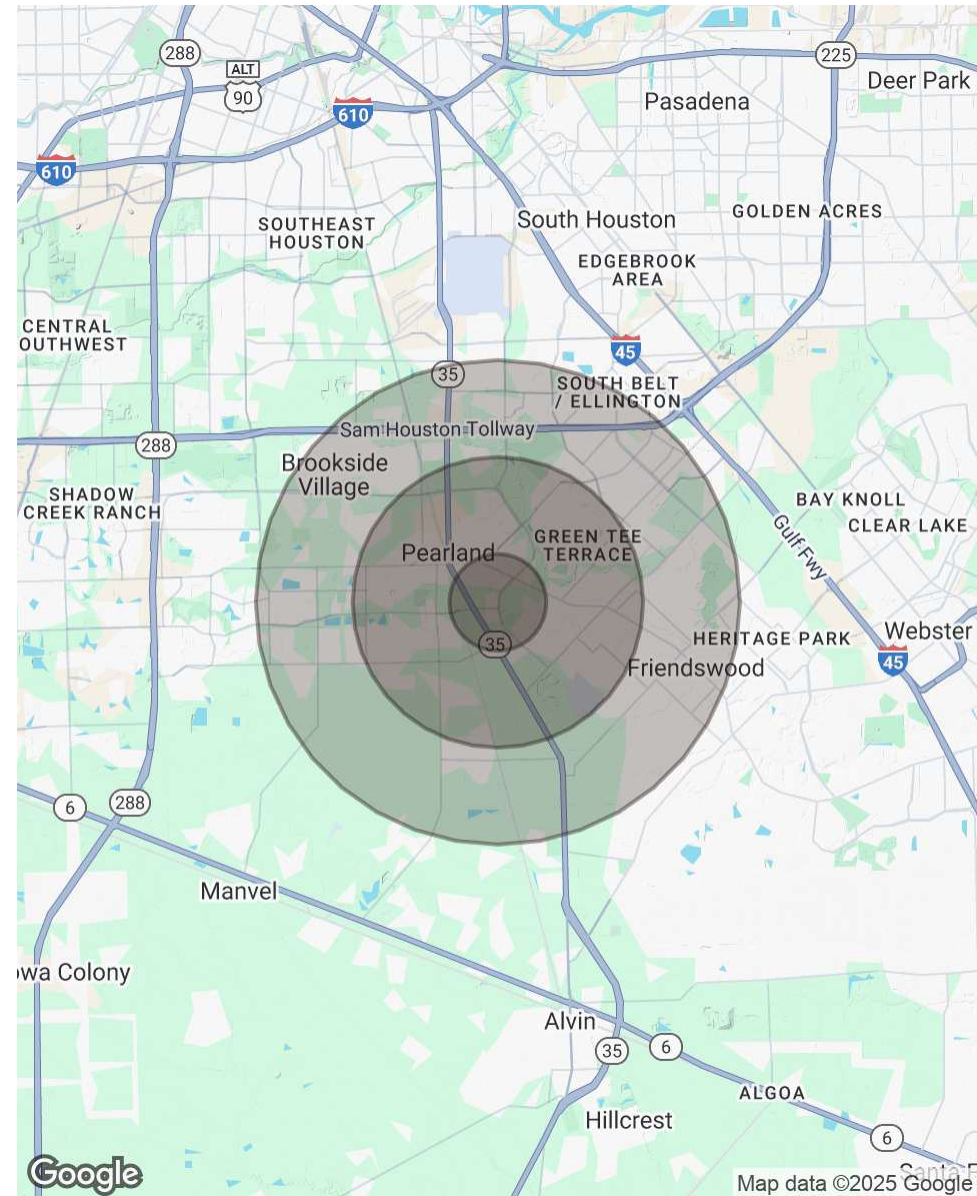 288
225
ALT
90
Deer Park
Pasadena
610
610
SOUTHEAST
HOUSTON
South Houston
GOLDEN ACRES
EDGEBROOK
AREA
CENTRAL
OUTHWEST
45
35
SOUTH BELT
/ ELLINGTON
Sam Houston Tollway
288
Brookside
Village
SHADOW
CREEK RANCH
BAY KNOLL
CLEAR LAKE
Gulf Fwy
GREEN TEE
TERRACE
Pearland
35
HERITAGE PARK
Webster
45
Friendswood
6
288
Manvel
owa Colony
Alvin
35
6
ALGOA
Hillcrest
6
Santa F
Google
Map data ©2025 Google